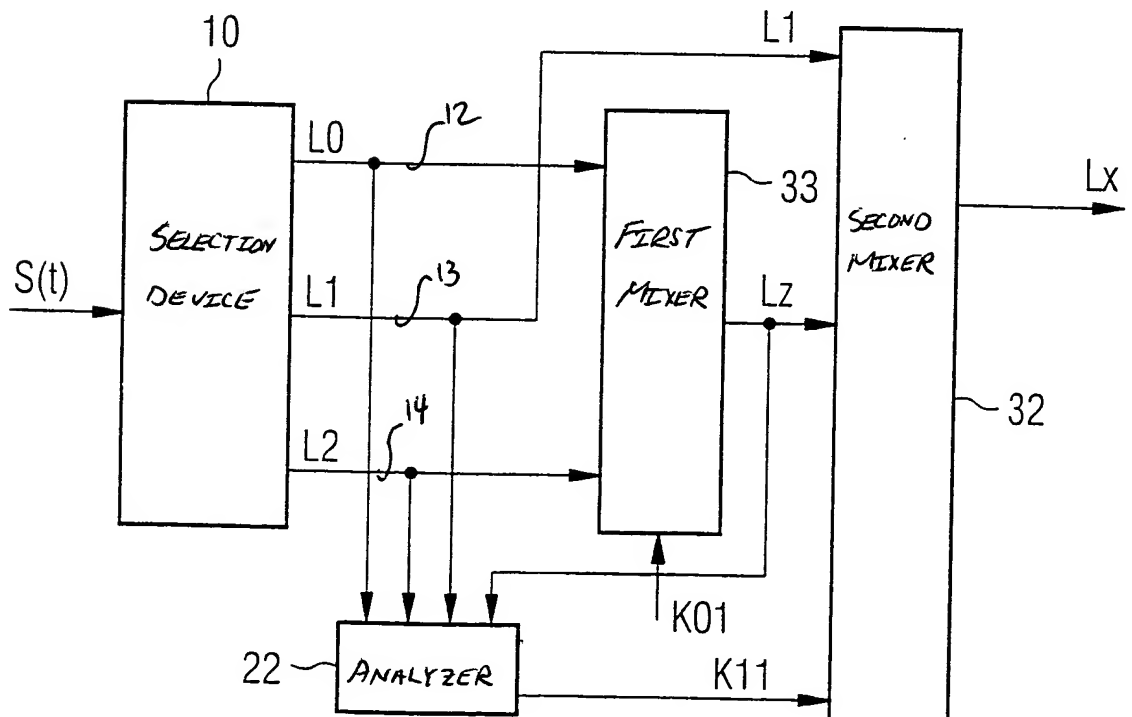 10
L1
L0
12
33
Lx
SELECTION
DEVICE
FIRST
MIXER
SECOND
MIXER
S(t)
L1
13
Lz
L2
14
32
K01
22
ANALYZER
K11